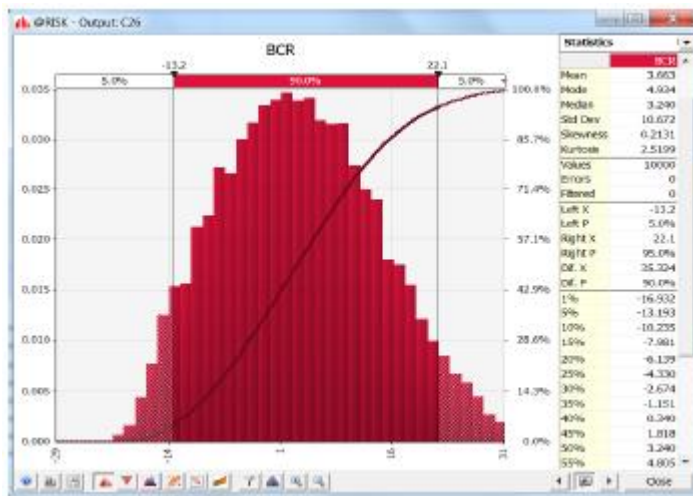 @RISK - Output: C26
BCR
-13.2 22.1
5.0% 90.0% 5.0%
0.035
0.030
0.025
0.020
0.015
0.010
0.005
0.000
100.0%
85.7%
71.4%
57.1%
42.9%
28.6%
14.3%
0.0%
-29 -14 1 16 31
Statistics
BCR
Mean 3.663
Mode 4.934
Median 3.240
Std Dev 10.672
Skewness 0.2131
Kurtosis 2.5199
Values 10000
Errors 0
Filtered 0
Left X -13.2
Left P 5.0%
Right X 22.1
Right P 95.0%
Dif. X 35.324
Dif. P 90.0%
1% -16.932
5% -13.193
10% -10.235
15% -7.981
20% -6.139
25% -4.330
30% -2.674
35% -1.151
40% 0.340
45% 1.818
50% 3.240
55% 4.805
Close